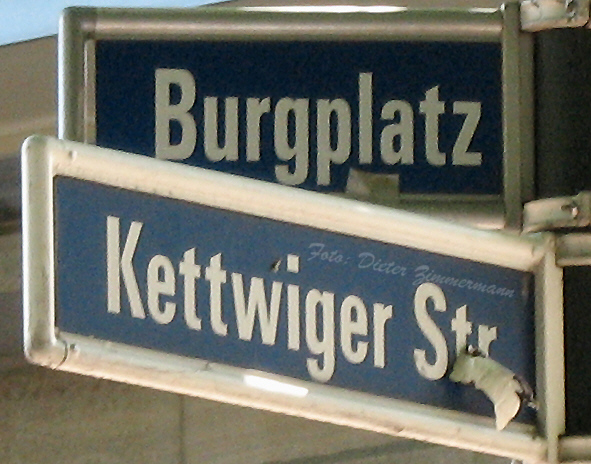 Burgplatz
Foto: Dieter Zimmermann
Kettwiger Str